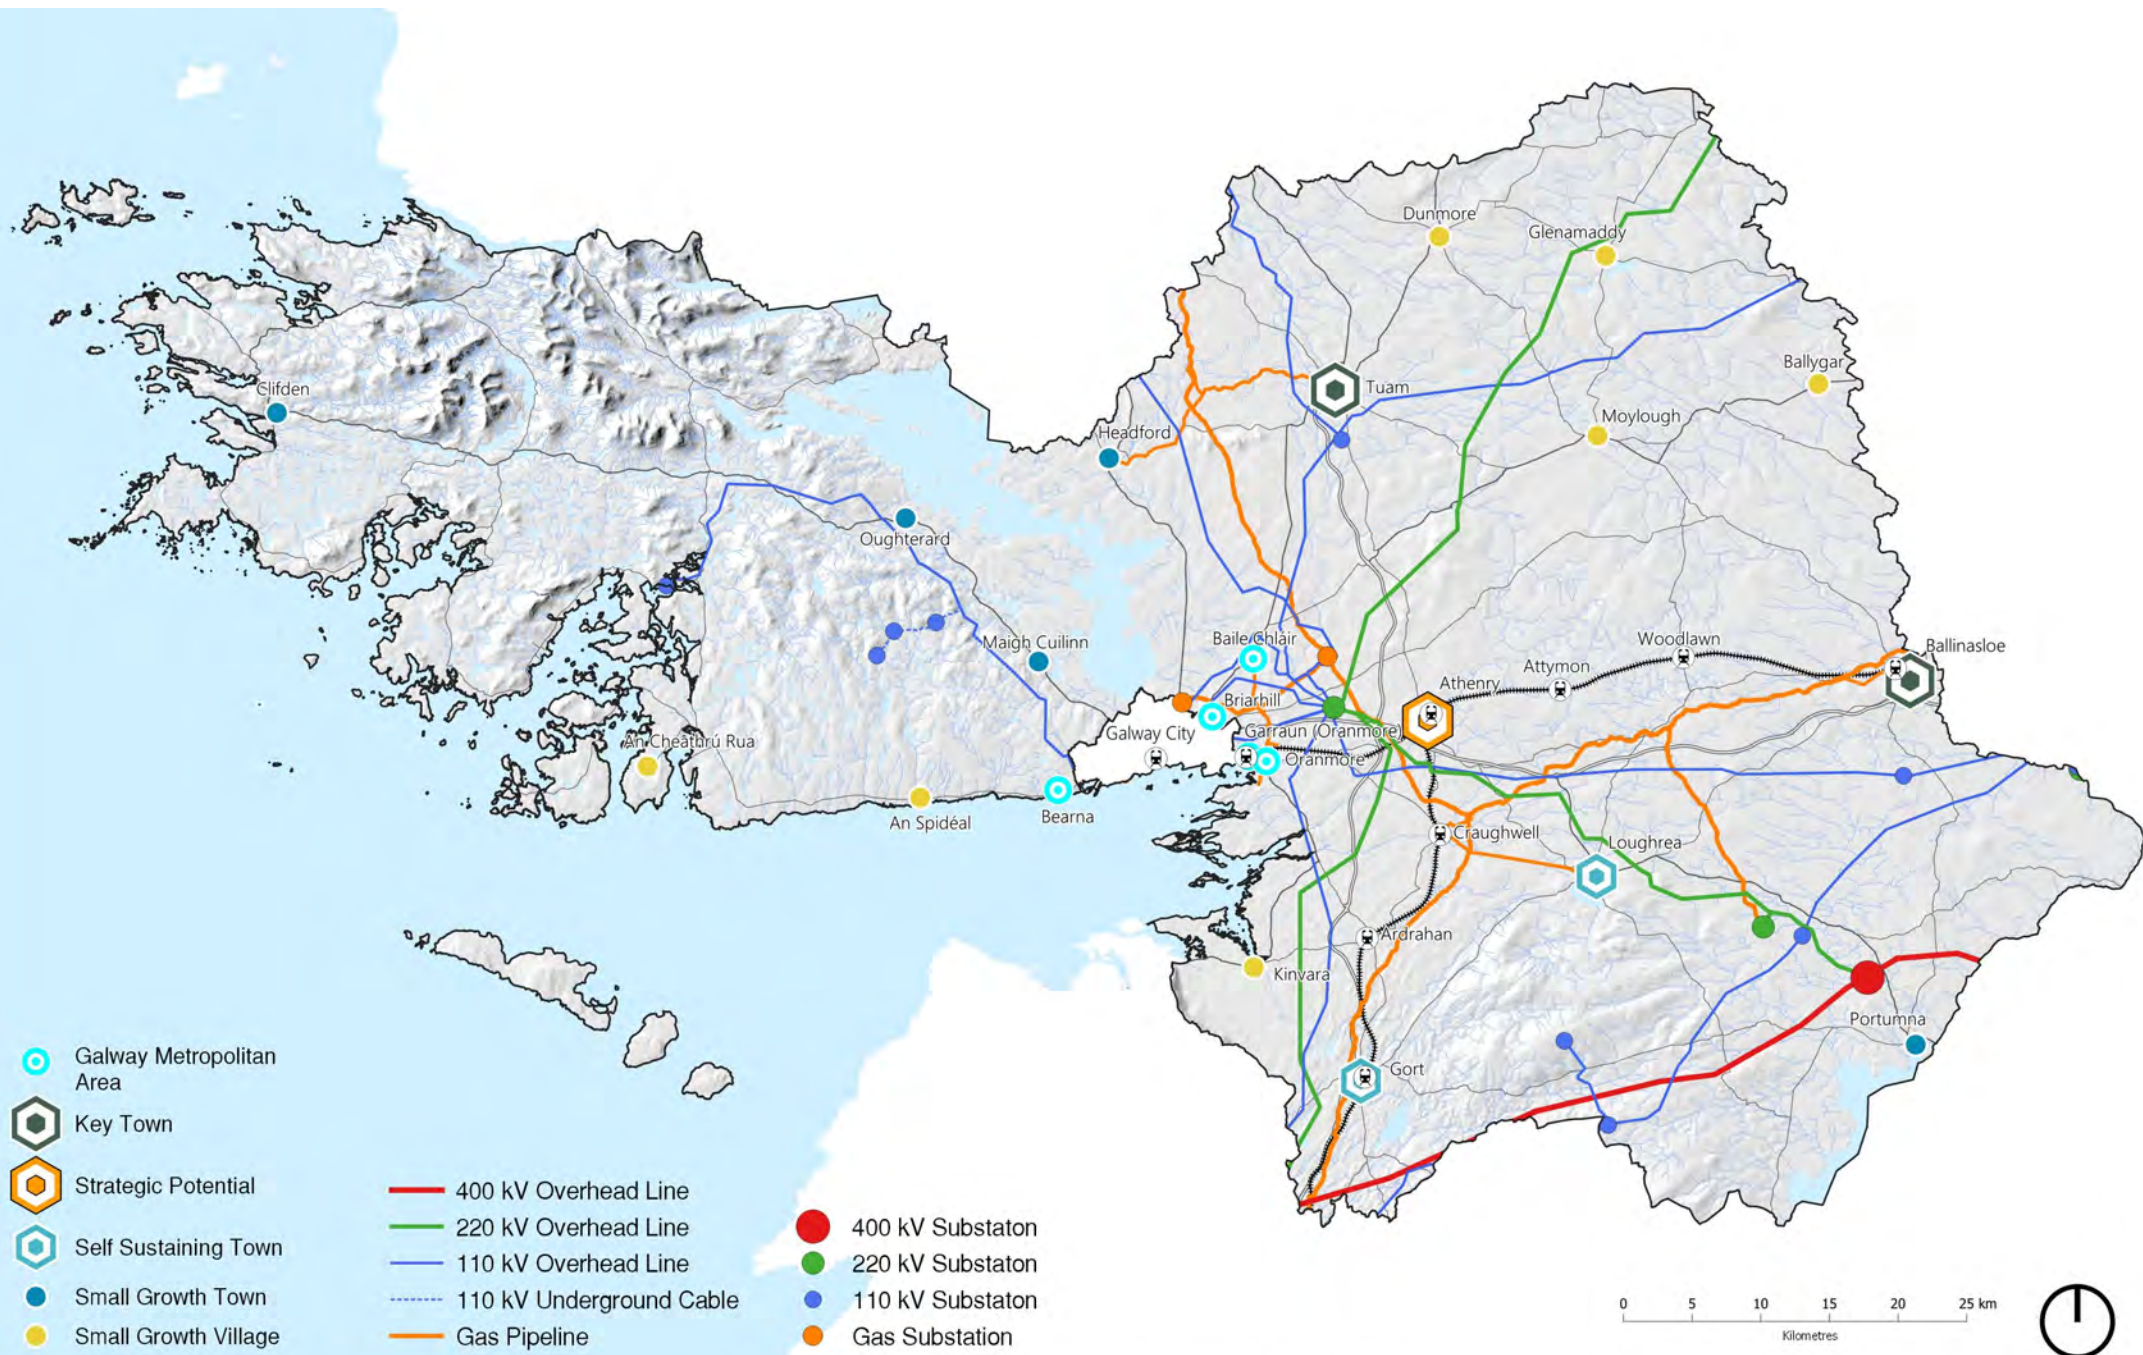 Dunmore
Glenamaddy
Ballygar
Clifden
Tuam
Moylough
Headford
Oughterard
Baile Chláir
Woodlawn
Ballinasloe
Maigh Cuilinn
Attymon
Athenry
Briarhill
An Cheathrú Rua
Galway City
Garraun (Oranmore)
Oranmore
An Spidéal
Bearna
Craughwell
Loughrea
Ardrahan
Kinvara
Portumna
Gort
Galway Metropolitan
Area
Key Town
Strategic Potential
Self Sustaining Town
Small Growth Town
Small Growth Village
400 kV Overhead Line
220 kV Overhead Line
110 kV Overhead Line
110 kV Underground Cable
Gas Pipeline
400 kV Substaton
220 kV Substaton
110 kV Substaton
Gas Substation
0 5 10 15 20 25 km
Kilometres